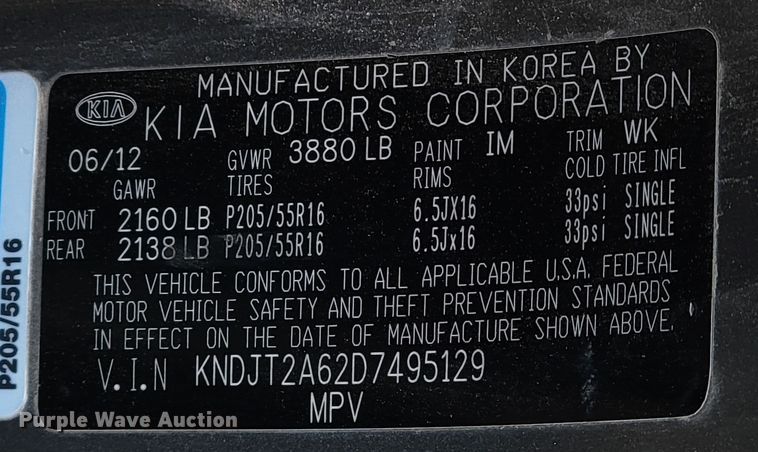 MANUFACTURED IN KOREA BY
KIA KIA MOTORS CORPORATION
06/12 GVWR 3880 LB PAINT IM TRIM WK
GAWR TIRES RIMS COLD TIRE INFL
FRONT 2160 LB P205/55R16 6.5JX16 33psi SINGLE
REAR 2138 LB P205/55R16 6.5Jx16 33psi SINGLE
THIS VEHICLE CONFORMS TO ALL APPLICABLE U.S.A. FEDERAL
MOTOR VEHICLE SAFETY AND THEFT PREVENTION STANDARDS
IN EFFECT ON THE DATE OF MANUFACTURE SHOWN ABOVE.
V.I.N KNDJT2A62D7495129
MPV
P205/55R16
Purple Wave Auction